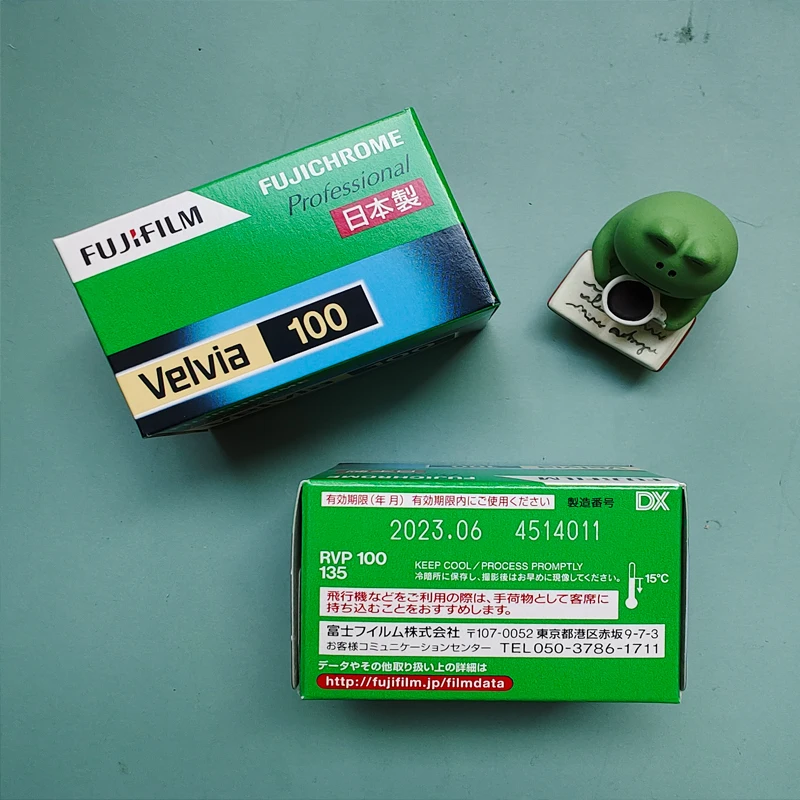 FUJIFILM
FUJICHROME
Professional
日本製
Velvia 100
有効期限(年月) 有効期限内にご使用ください 製造番号 DX
2023.06 4514011
RVP 100
135
KEEP COOL/PROCESS PROMPTLY
冷暗所に保存し、撮影後はお早めに現像してください。
15°C
飛行機などをご利用の際は、手荷物として客席に
持ち込むことをおすすめします。
富士フイルム株式会社 〒107-0052 東京都港区赤坂9-7-3
お客様コミュニケーションセンター TEL 050-3786-1711
データやその他取り扱い上の詳細は
http://fujifilm.jp/filmdata